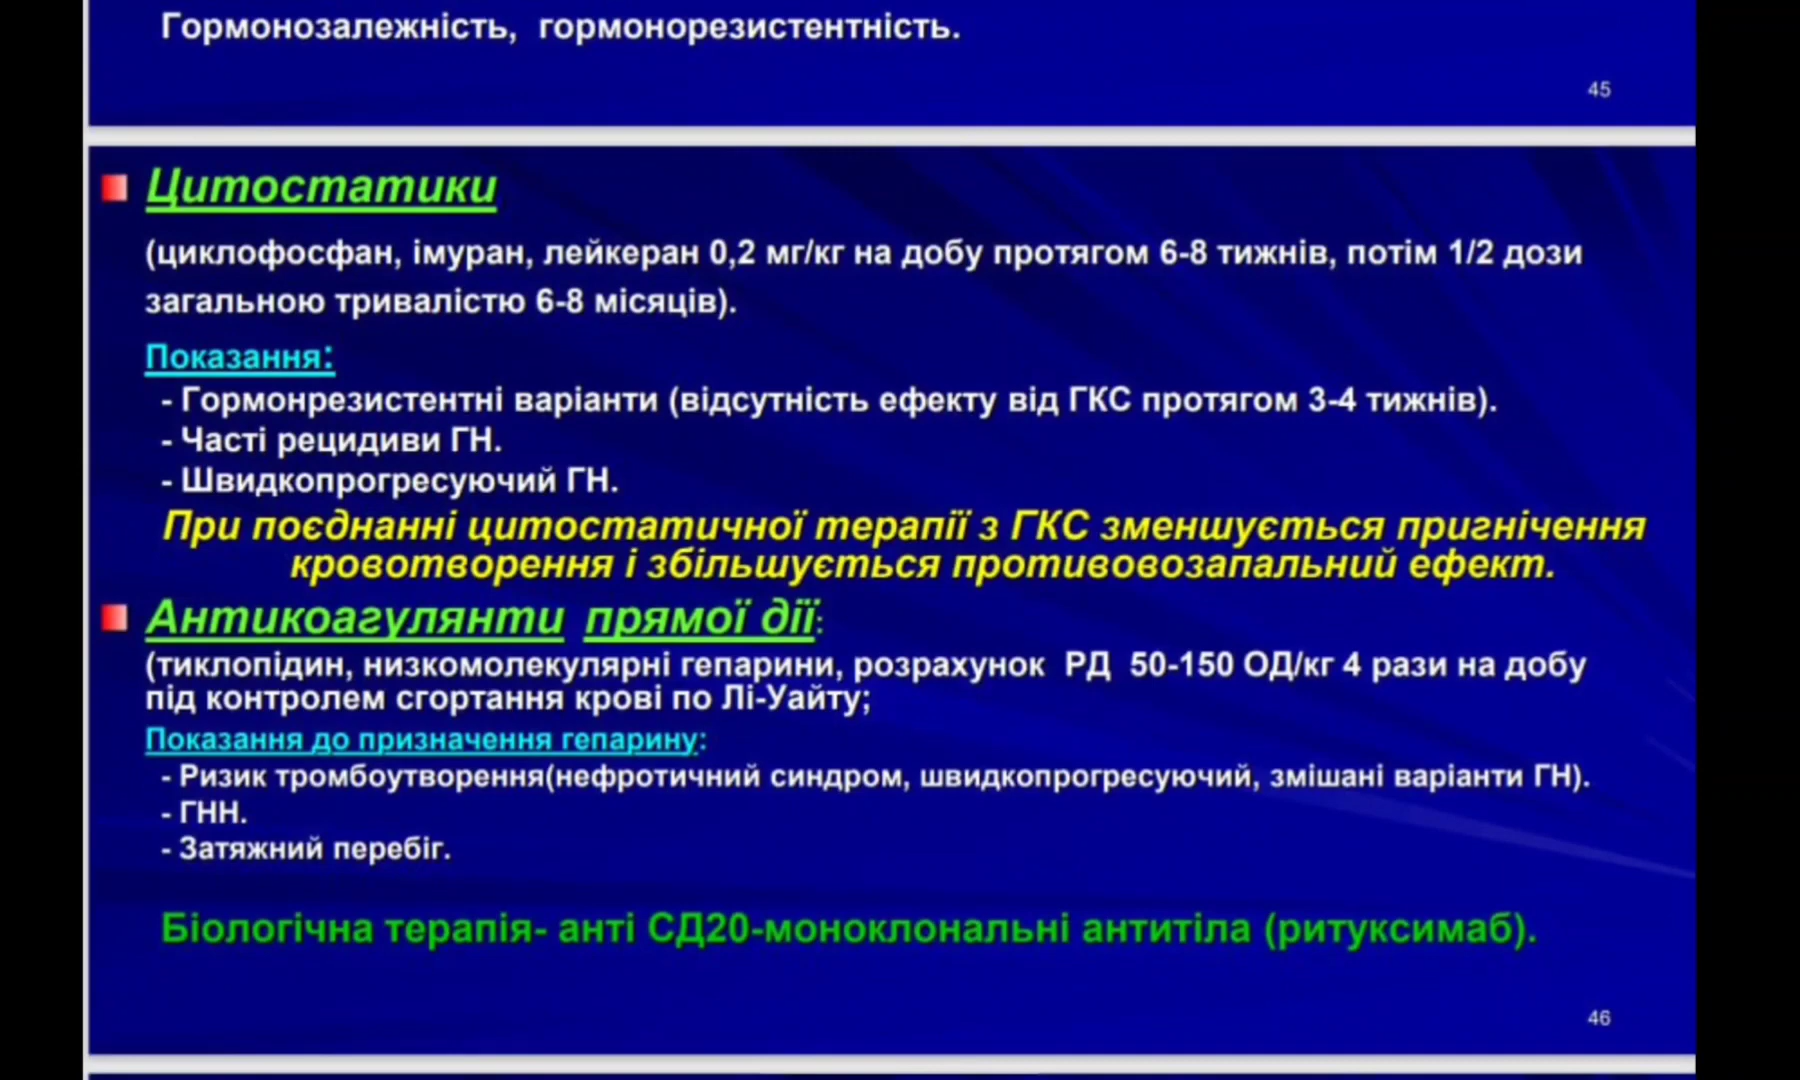 Гормонозалежність, гормонорезистентність.
45
Цитостатики
(циклофосфан, імуран, лейкеран 0,2 мг/кг на добу протягом 6-8 тижнів, потім 1/2 дози
загальною тривалістю 6-8 місяців).
Показання:
- Гормонрезистентні варіанти (відсутність ефекту від ГКС протягом 3-4 тижнів).
- Часті рецидиви ГН.
- Швидкопрогресуючий ГН.
При поєднанні цитостатичної терапії з ГКС зменшується пригнічення
кровотворення і збільшується противовозапальний ефект.
Антикоагулянти прямої дії:
(тиклопідин, низкомолекулярні гепарини, розрахунок РД 50-150 ОД/кг 4 рази на добу
під контролем сгортання крові по Лі-Уайту;
Показання до призначення гепарину:
- Ризик тромбоутворення(нефротичний синдром, швидкопрогресуючий, змішані варіанти ГН).
- ГНН.
- Затяжний перебіг.
Біологічна терапія- анті СД20-моноклональні антитіла (ритуксимаб).
46